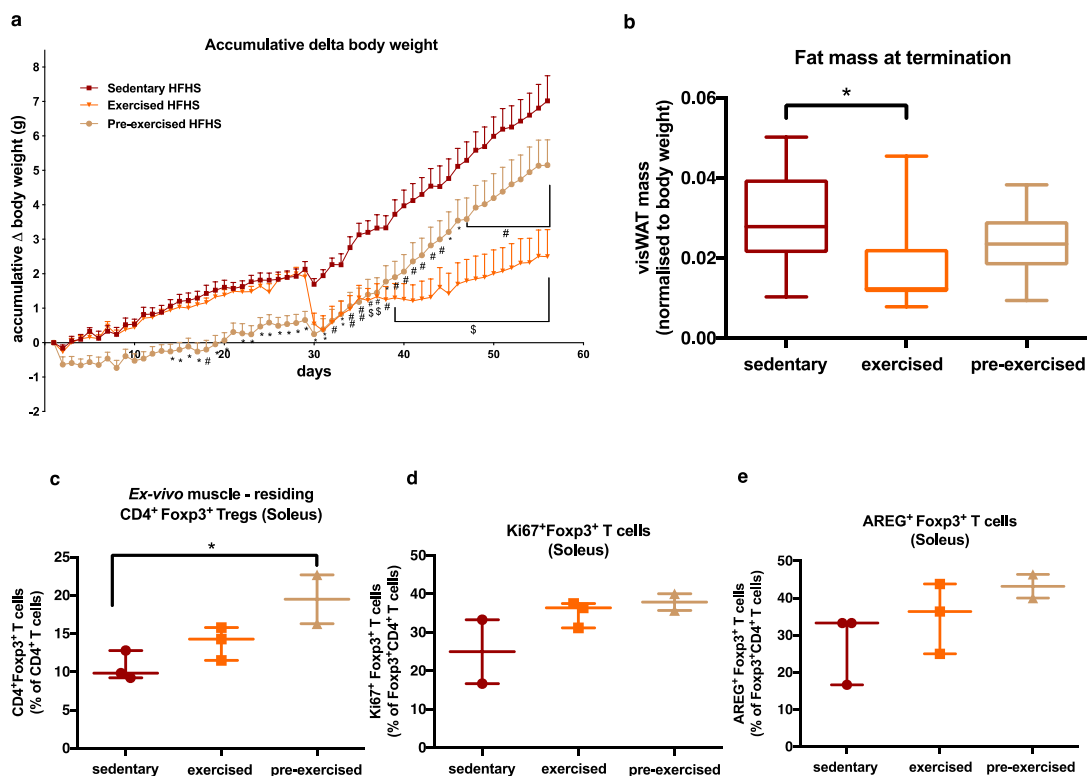 a
Accumulative delta body weight
accumulative Δ body weight (g)
8
7
6
5
4
3
2
1
0
-1
-2
Sedentary HFHS
Exercised HFHS
Pre-exercised HFHS
10
20
30
40
50
60
days
#
$
b
Fat mass at termination
*
visWAT mass
(normalised to body weight)
0.06
0.04
0.02
0.00
sedentary
exercised
pre-exercised
c
Ex-vivo muscle - residing
CD4+ Foxp3+ Tregs (Soleus)
*
CD4+Foxp3+ T cells
(% of CD4+ T cells)
25
20
15
10
5
0
sedentary
exercised
pre-exercised
d
Ki67+Foxp3+ T cells
(Soleus)
Ki67+ Foxp3+ T cells
(% of Foxp3+CD4+ T cells)
50
40
30
20
10
0
sedentary
exercised
pre-exercised
e
AREG+ Foxp3+ T cells
(Soleus)
AREG+ Foxp3+ T cells
(% of Foxp3+CD4+ T cells)
50
40
30
20
10
0
sedentary
exercised
pre-exercised